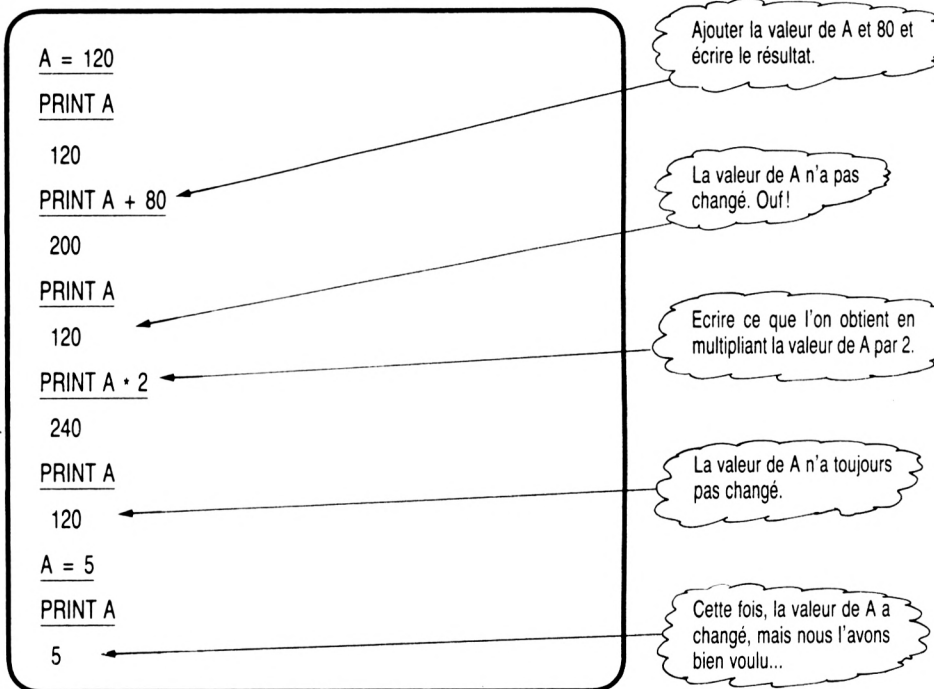 A = 120
PRINT A
120
PRINT A + 80
200
PRINT A
120
PRINT A * 2
240
PRINT A
120
A = 5
PRINT A
5
Ajouter la valeur de A et 80 et
écrire le résultat.
La valeur de A n'a pas
changé. Ouf!
Ecrire ce que l'on obtient en
multipliant la valeur de A par 2.
La valeur de A n'a toujours
pas changé.
Cette fois, la valeur de A a
changé, mais nous l'avons
bien voulu...